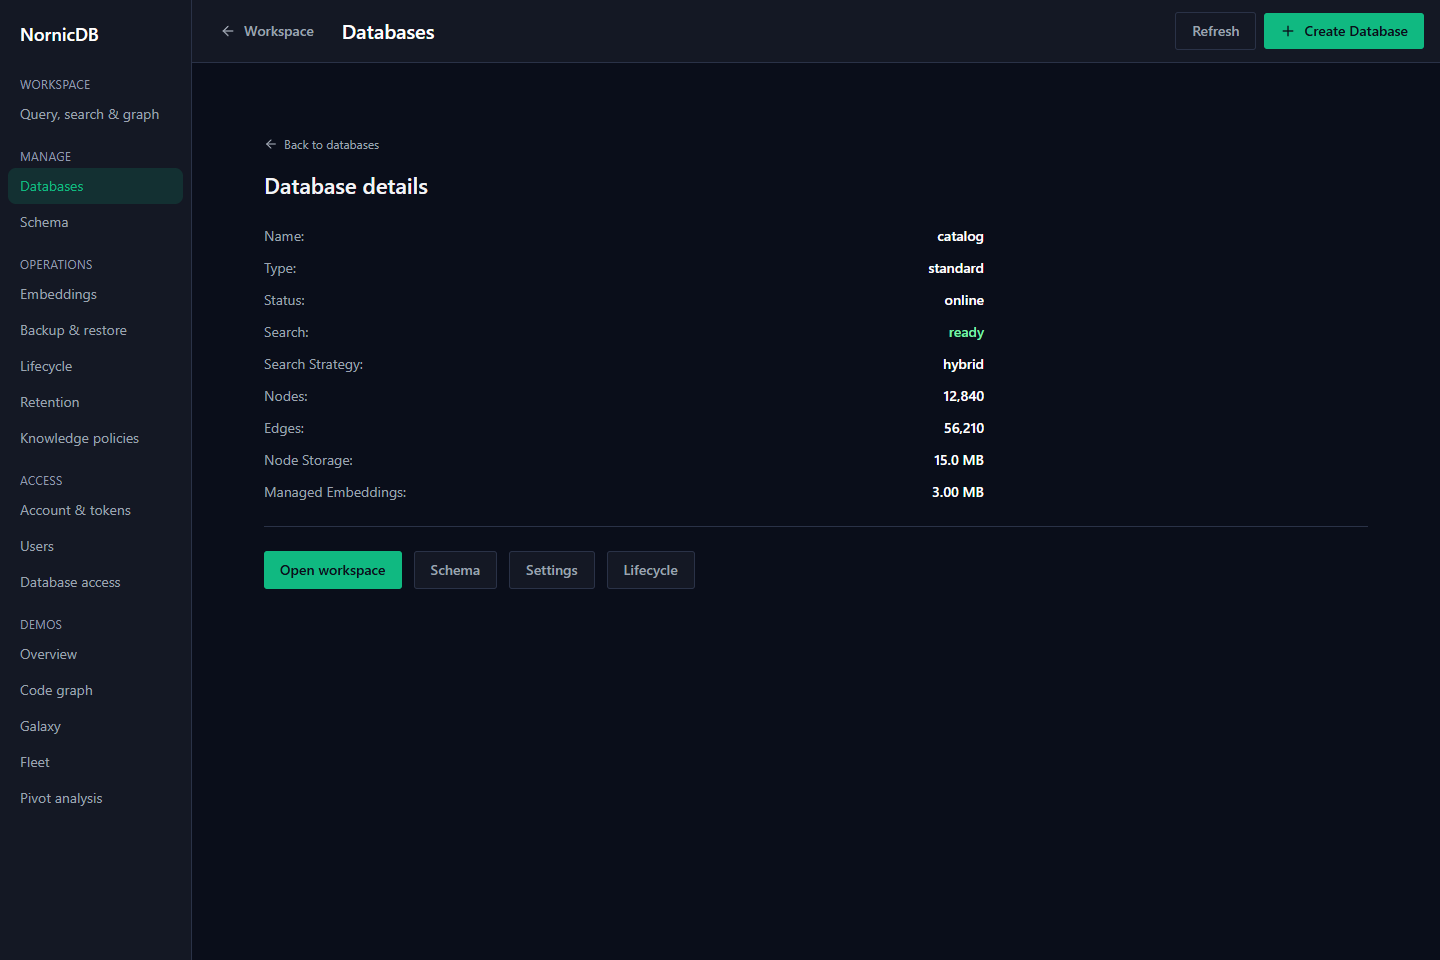 NornicDB
WORKSPACE
Query, search & graph
MANAGE
Databases
Schema
OPERATIONS
Embeddings
Backup & restore
Lifecycle
Retention
Knowledge policies
ACCESS
Account & tokens
Users
Database access
DEMOS
Overview
Code graph
Galaxy
Fleet
Pivot analysis
Workspace
Databases
Refresh
Create Database
Back to databases
Database details
Name: catalog
Type: standard
Status: online
Search: ready
Search Strategy: hybrid
Nodes: 12,840
Edges: 56,210
Node Storage: 15.0 MB
Managed Embeddings: 3.00 MB
Open workspace
Schema
Settings
Lifecycle